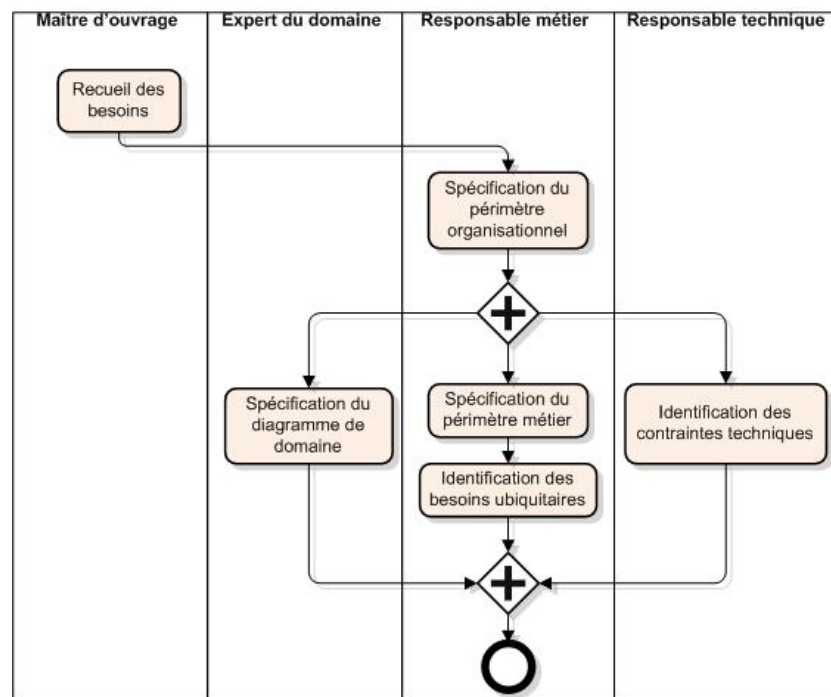 Maître d'ouvrage
Expert du domaine
Responsable métier
Responsable technique
Recueil des
besoins
Spécification du
périmètre
organisationnel
Spécification du
diagramme de
domaine
Spécification du
périmètre métier
Identification des
contraintes techniques
Identification des
besoins ubiquitaires